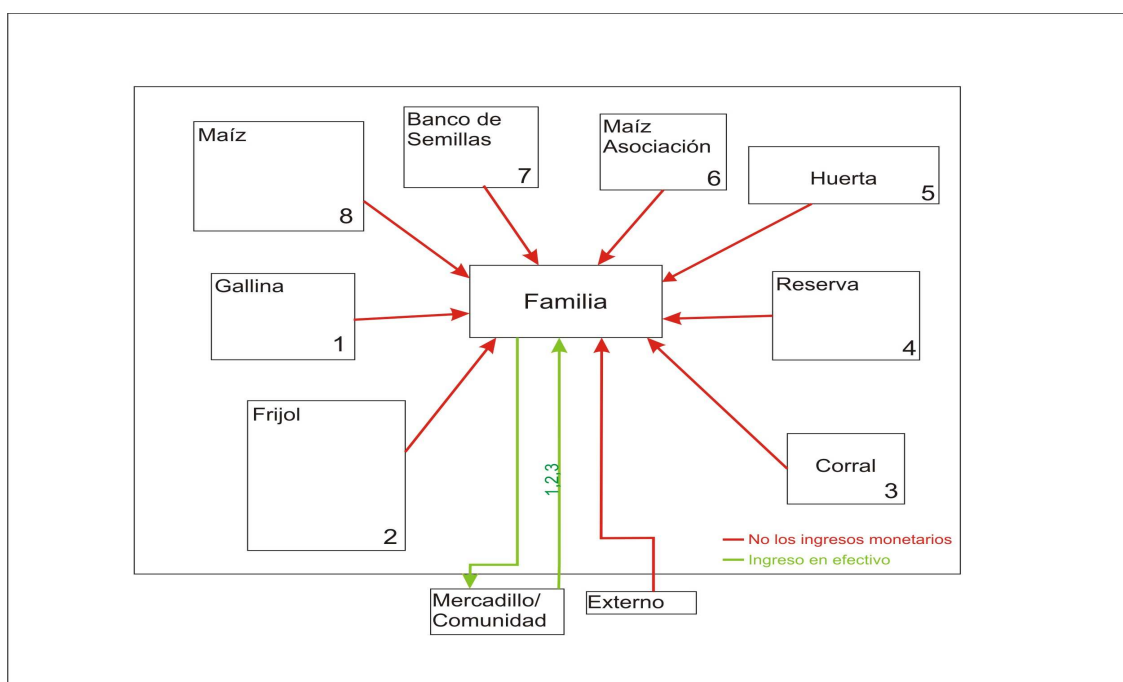 Maíz
8
Banco de
Semillas
7
Maíz
Asociación
6
Huerta
5
Gallina
1
Familia
Reserva
4
Frijol
2
1,2,3
Corral
3
No los ingresos monetarios
Ingreso en efectivo
Mercadillo/
Comunidad
Externo